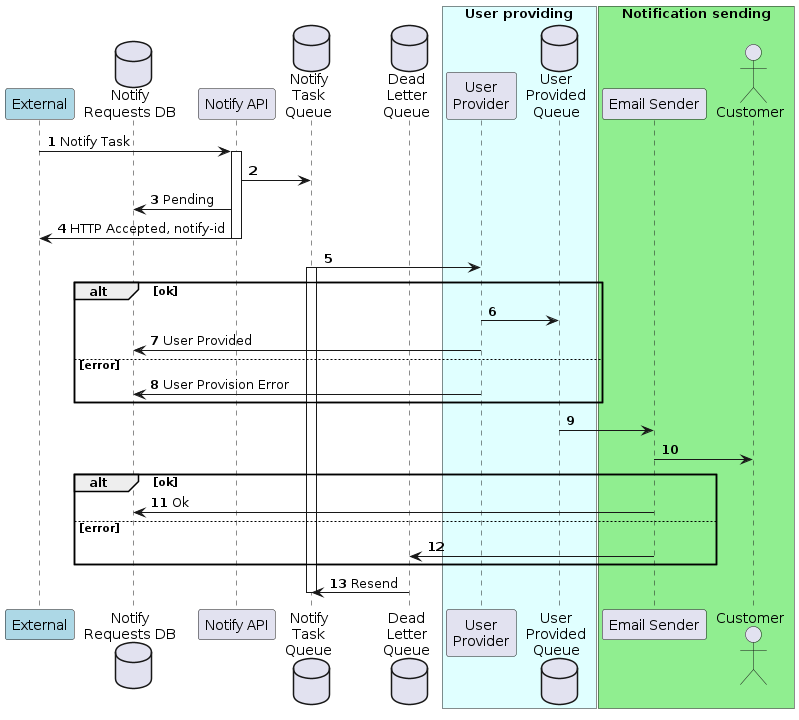 User providing
Notification sending
External
Notify
Requests DB
Notify API
Notify
Task
Queue
Dead
Letter
Queue
User
Provider
User
Provided
Queue
Email Sender
Customer
1 Notify Task
2
3 Pending
4 HTTP Accepted, notify-id
5
alt [ok]
6
7 User Provided
[error]
8 User Provision Error
9
10
alt [ok]
11 Ok
[error]
12
13 Resend
External
Notify
Requests DB
Notify API
Notify
Task
Queue
Dead
Letter
Queue
User
Provider
User
Provided
Queue
Email Sender
Customer